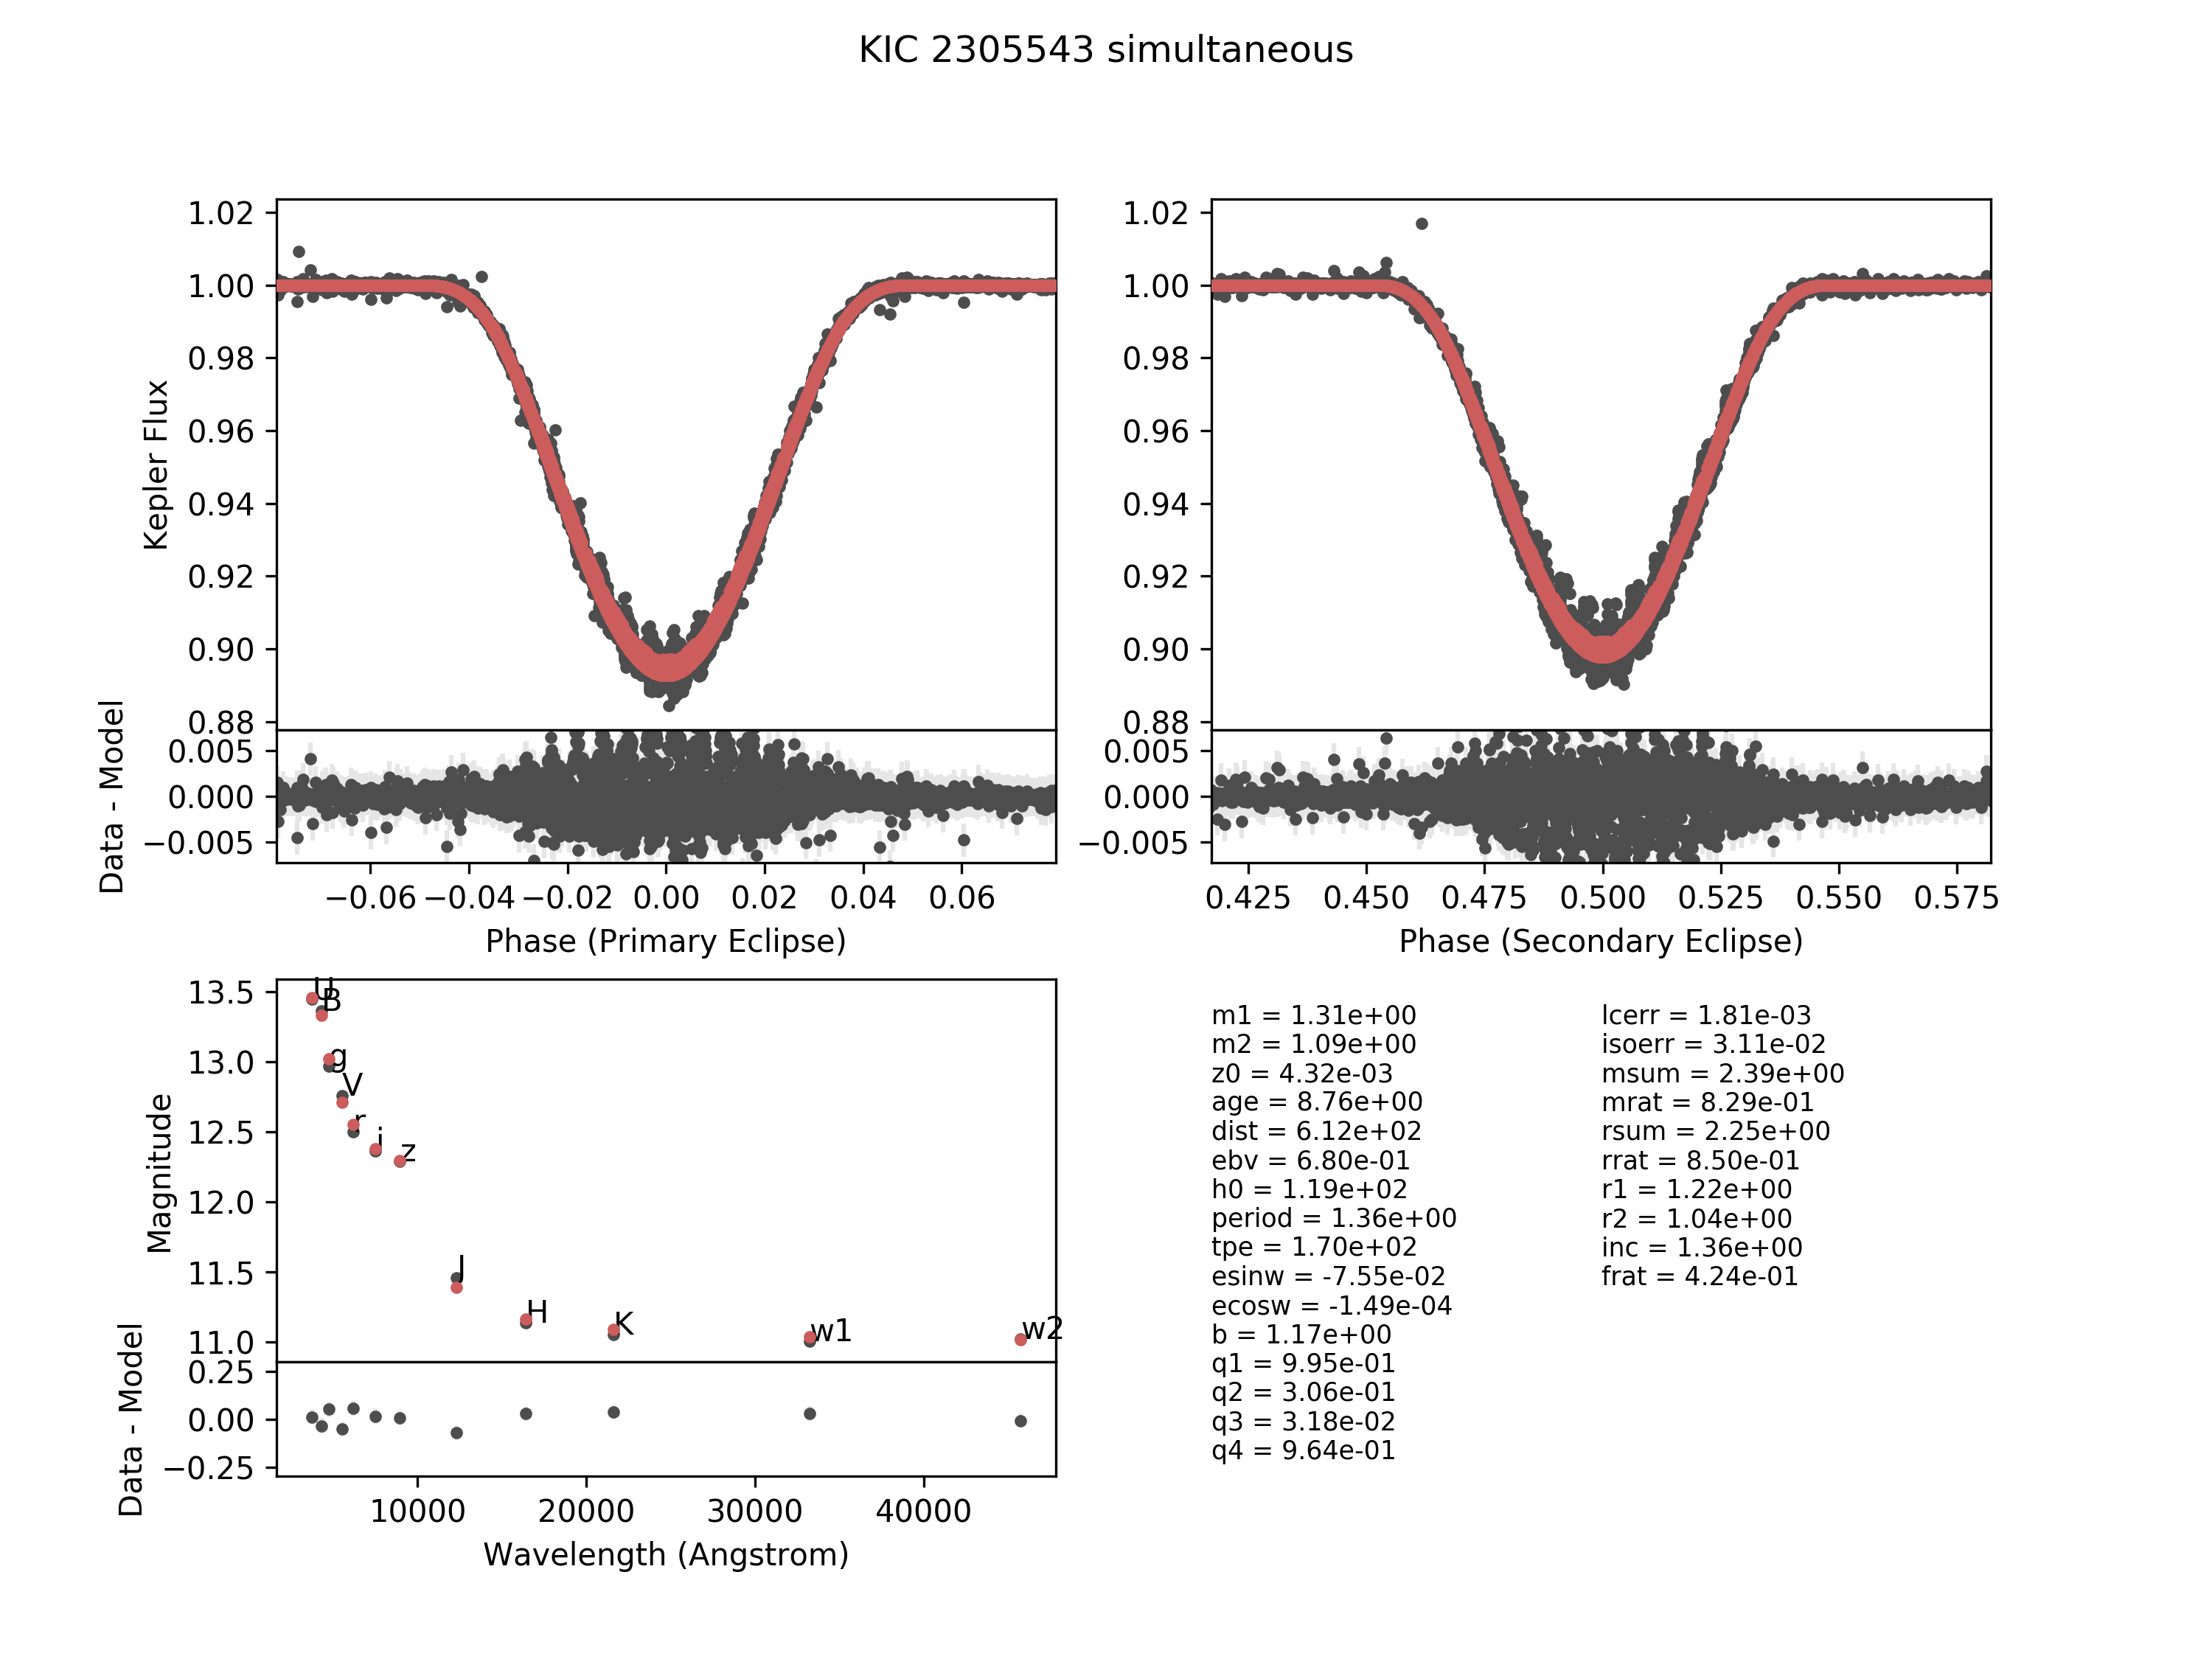 KIC 2305543 simultaneous
1.02
1.00
0.98
0.96
0.94
0.92
0.90
0.88
Kepler Flux
0.005
0.000
−0.005
Data - Model
−0.06 −0.04 −0.02 0.00 0.02 0.04 0.06
Phase (Primary Eclipse)
1.02
1.00
0.98
0.96
0.94
0.92
0.90
0.88
0.005
0.000
−0.005
0.425 0.450 0.475 0.500 0.525 0.550 0.575
Phase (Secondary Eclipse)
13.5
13.0
12.5
12.0
11.5
11.0
Magnitude
U
B
g
V
r
i
z
J
H
K
w1
w2
0.25
0.00
−0.25
Data - Model
10000 20000 30000 40000
Wavelength (Angstrom)
m1 = 1.31e+00
m2 = 1.09e+00
z0 = 4.32e-03
age = 8.76e+00
dist = 6.12e+02
ebv = 6.80e-01
h0 = 1.19e+02
period = 1.36e+00
tpe = 1.70e+02
esinw = -7.55e-02
ecosw = -1.49e-04
b = 1.17e+00
q1 = 9.95e-01
q2 = 3.06e-01
q3 = 3.18e-02
q4 = 9.64e-01
lcerr = 1.81e-03
isoerr = 3.11e-02
msum = 2.39e+00
mrat = 8.29e-01
rsum = 2.25e+00
rrat = 8.50e-01
r1 = 1.22e+00
r2 = 1.04e+00
inc = 1.36e+00
frat = 4.24e-01